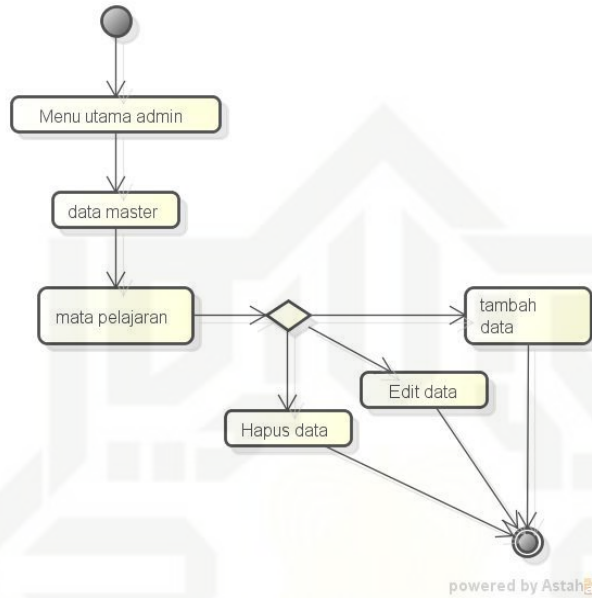 Menu utama admin
data master
mata pelajaran
tambah
data
Edit data
Hapus data
powered by Astah